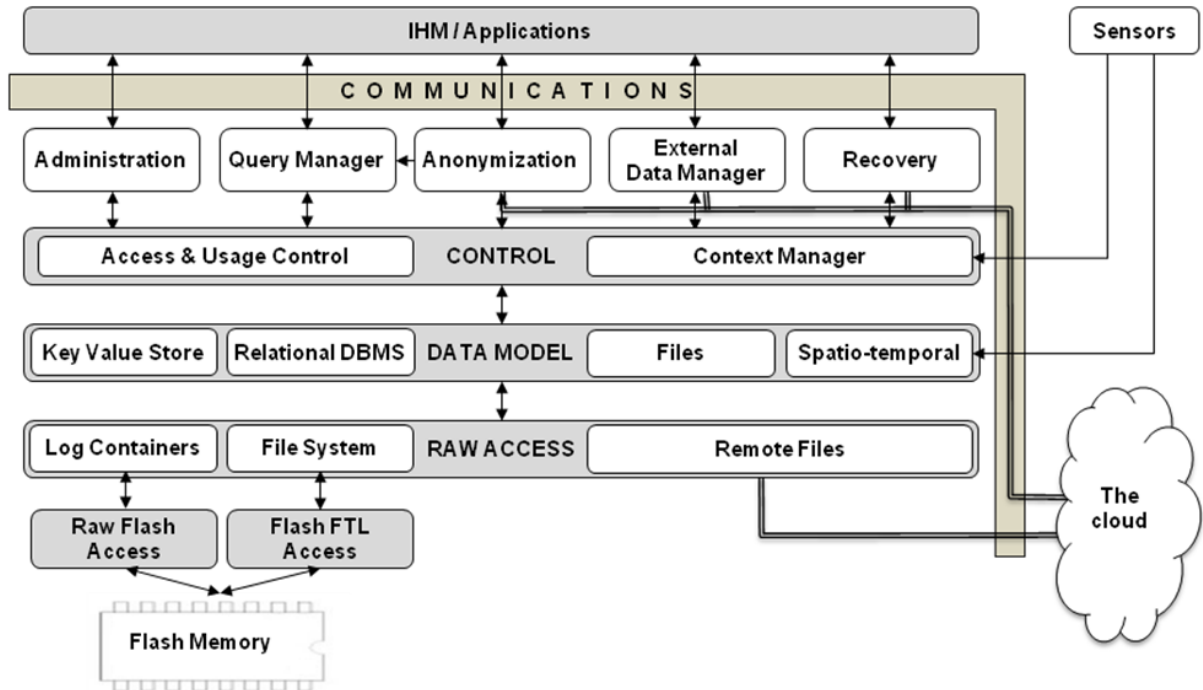 IHM / Applications
Sensors
COMMUNICATIONS
Administration
Query Manager
Anonymization
External
Data Manager
Recovery
Access & Usage Control
CONTROL
Context Manager
Key Value Store
Relational DBMS
DATA MODEL
Files
Spatio-temporal
Log Containers
File System
RAW ACCESS
Remote Files
Raw Flash
Access
Flash FTL
Access
The
cloud
Flash Memory